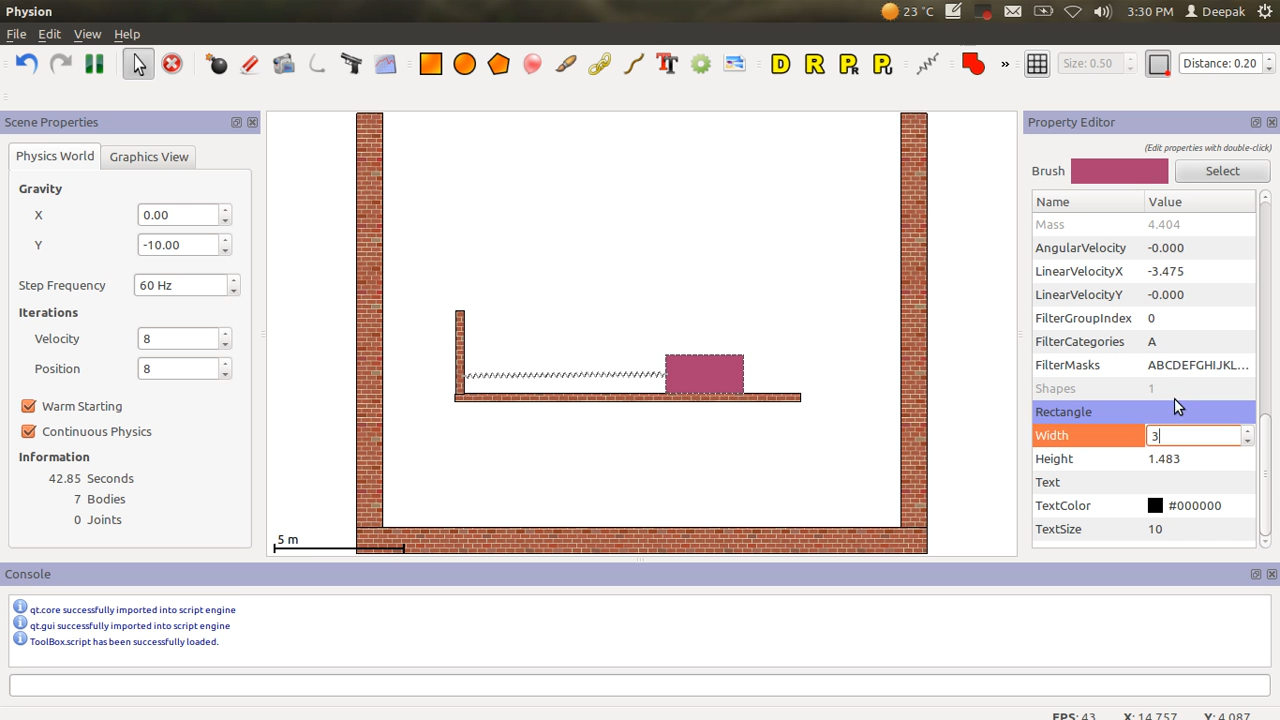 Physion
23 °C
3:30 PM
Deepak
File Edit View Help
T T
D R PR PU
»
Size: 0.50
Distance: 0.20
Scene Properties
Physics World
Graphics View
Gravity
X 0.00
Y -10.00
Step Frequency 60 Hz
Iterations
Velocity 8
Position 8
Warm Starting
Continuous Physics
Information
42.85 Seconds
7 Bodies
0 Joints
5 m
Property Editor
(Edit properties with double-click)
Brush Select
Name Value
Mass 4.404
AngularVelocity -0.000
LinearVelocityX -3.475
LinearVelocityY -0.000
FilterGroupIndex 0
FilterCategories A
FilterMasks ABCDEFGHIJKL...
Shapes 1
Rectangle
Width 3
Height 1.483
Text
TextColor #000000
TextSize 10
Console
qt.core successfully imported into script engine
qt.gui successfully imported into script engine
ToolBox.script has been successfully loaded.
FPS: 43 X: 14.757 Y: 4.087